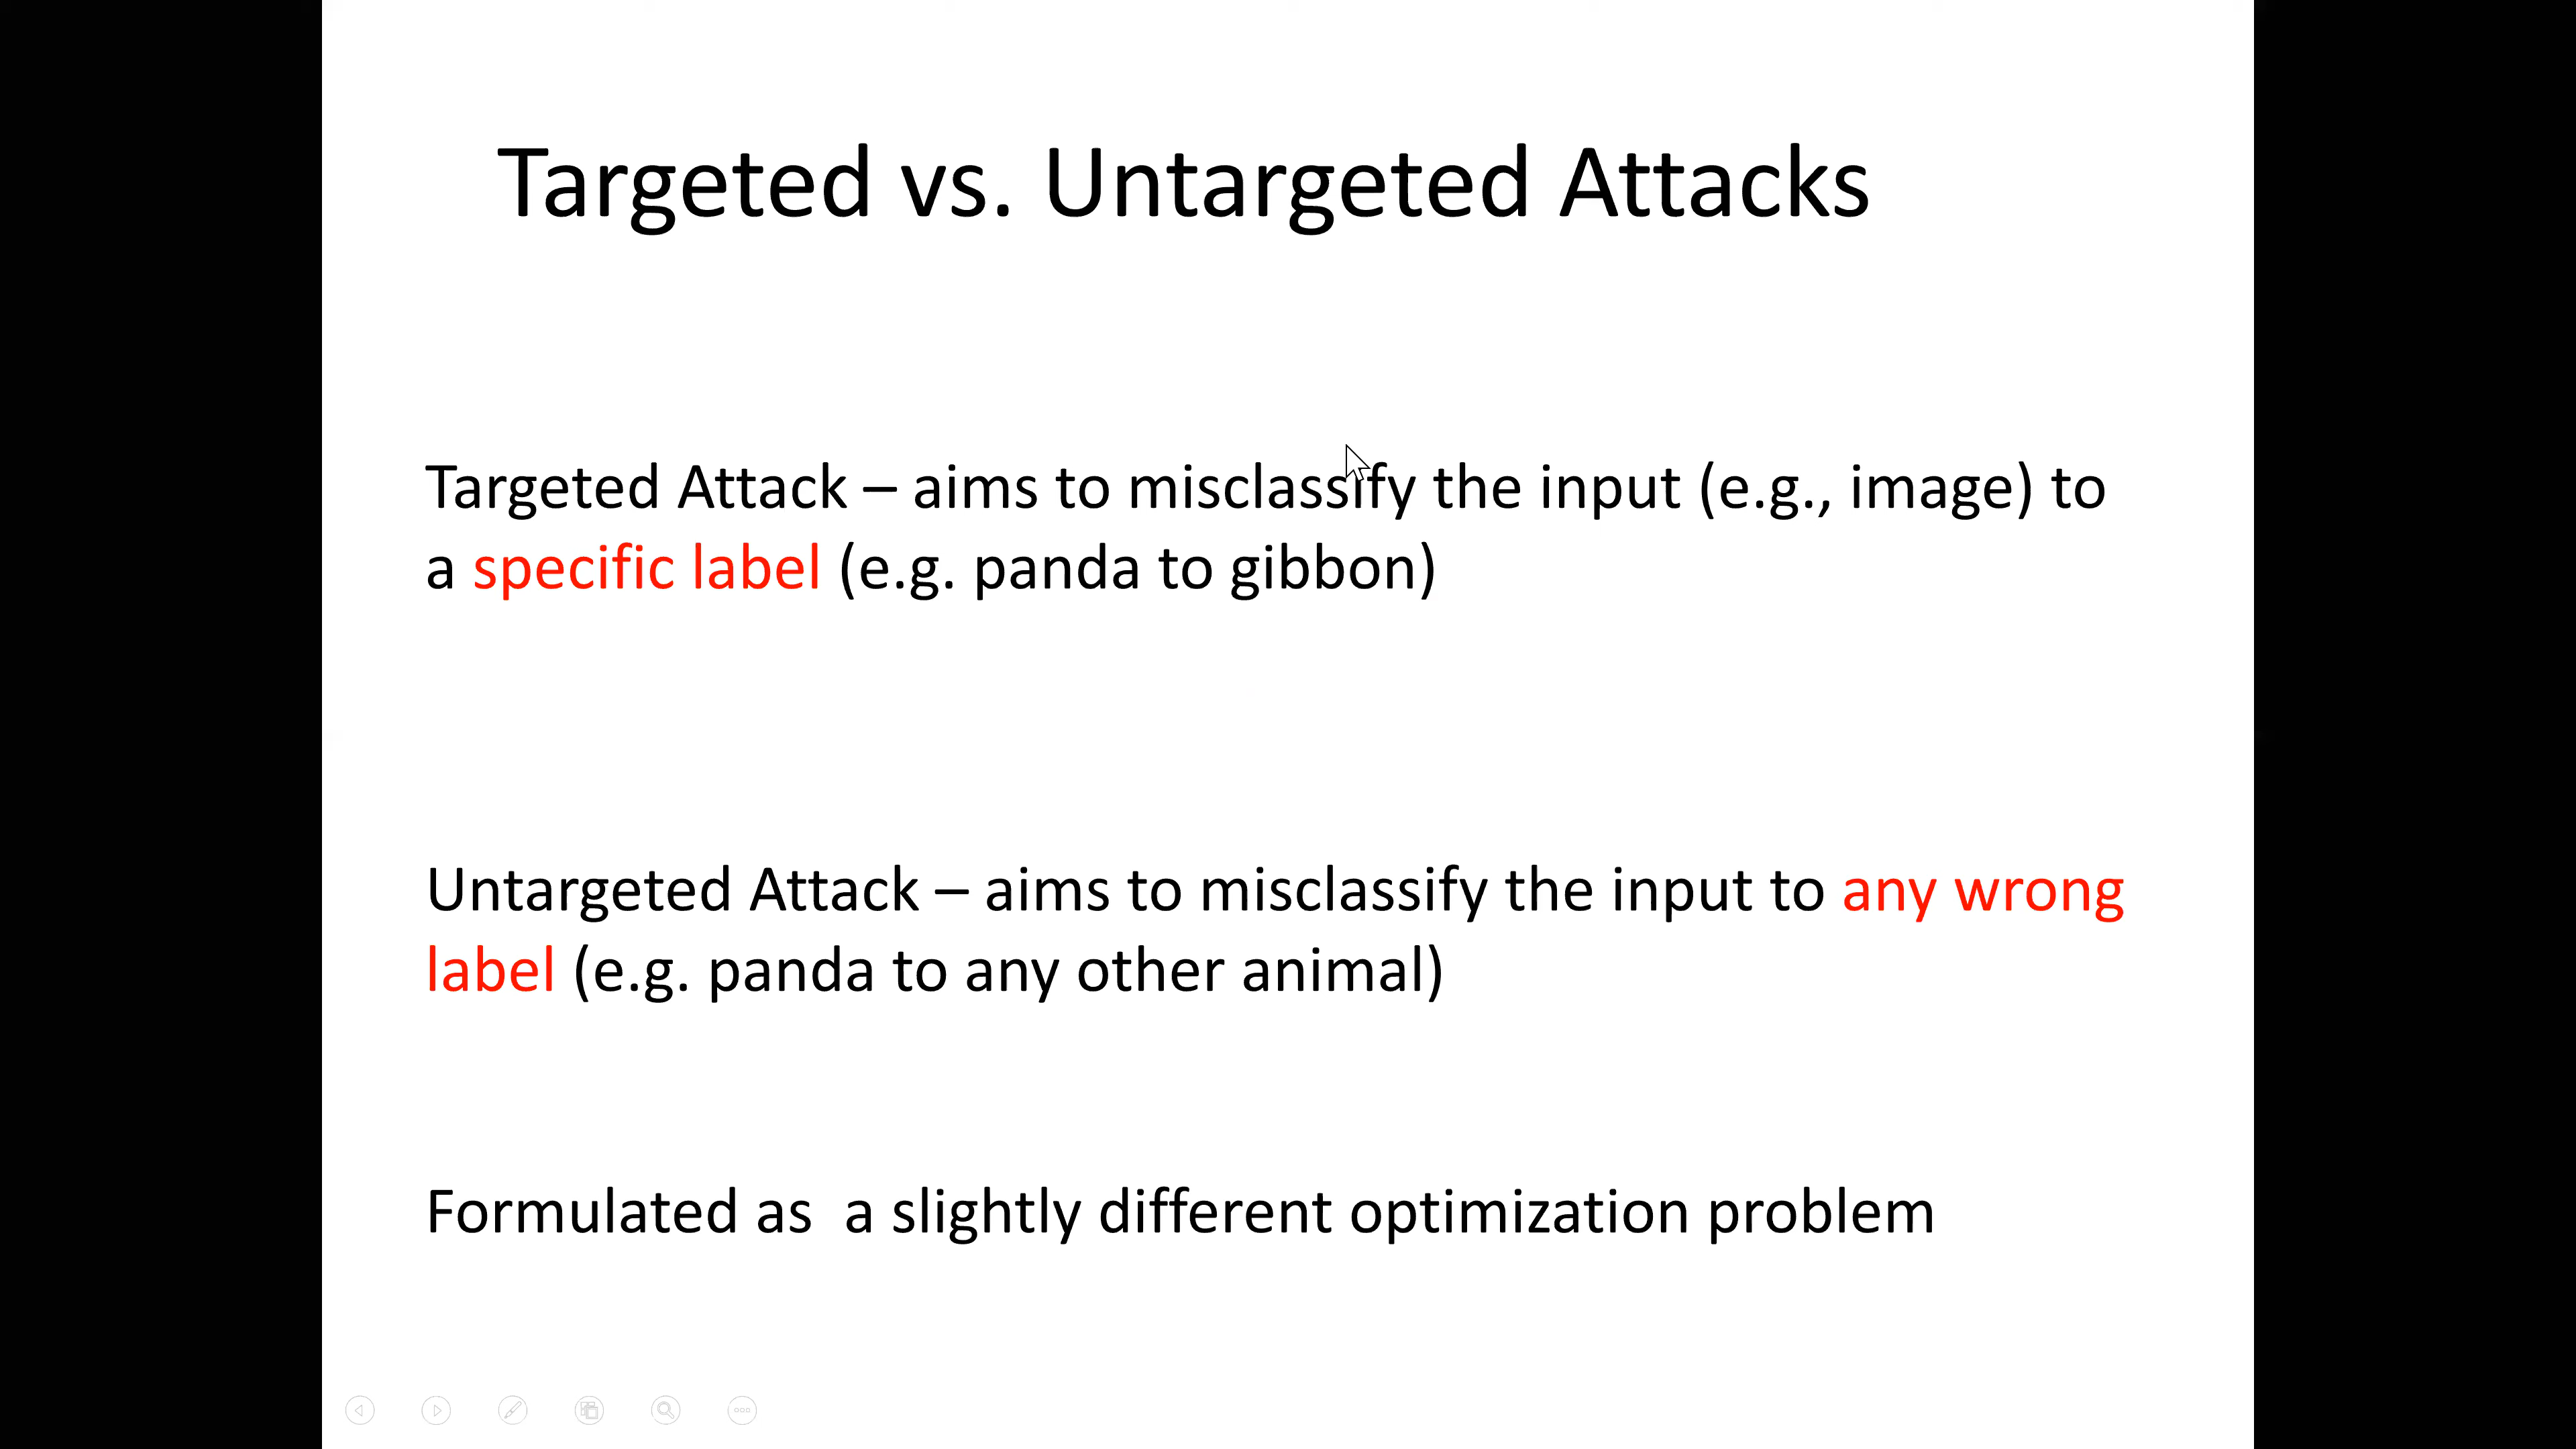 Targeted vs. Untargeted Attacks
Targeted Attack – aims to misclassify the input (e.g., image) to
a specific label (e.g. panda to gibbon)
Untargeted Attack – aims to misclassify the input to any wrong
label (e.g. panda to any other animal)
Formulated as  a slightly different optimization problem